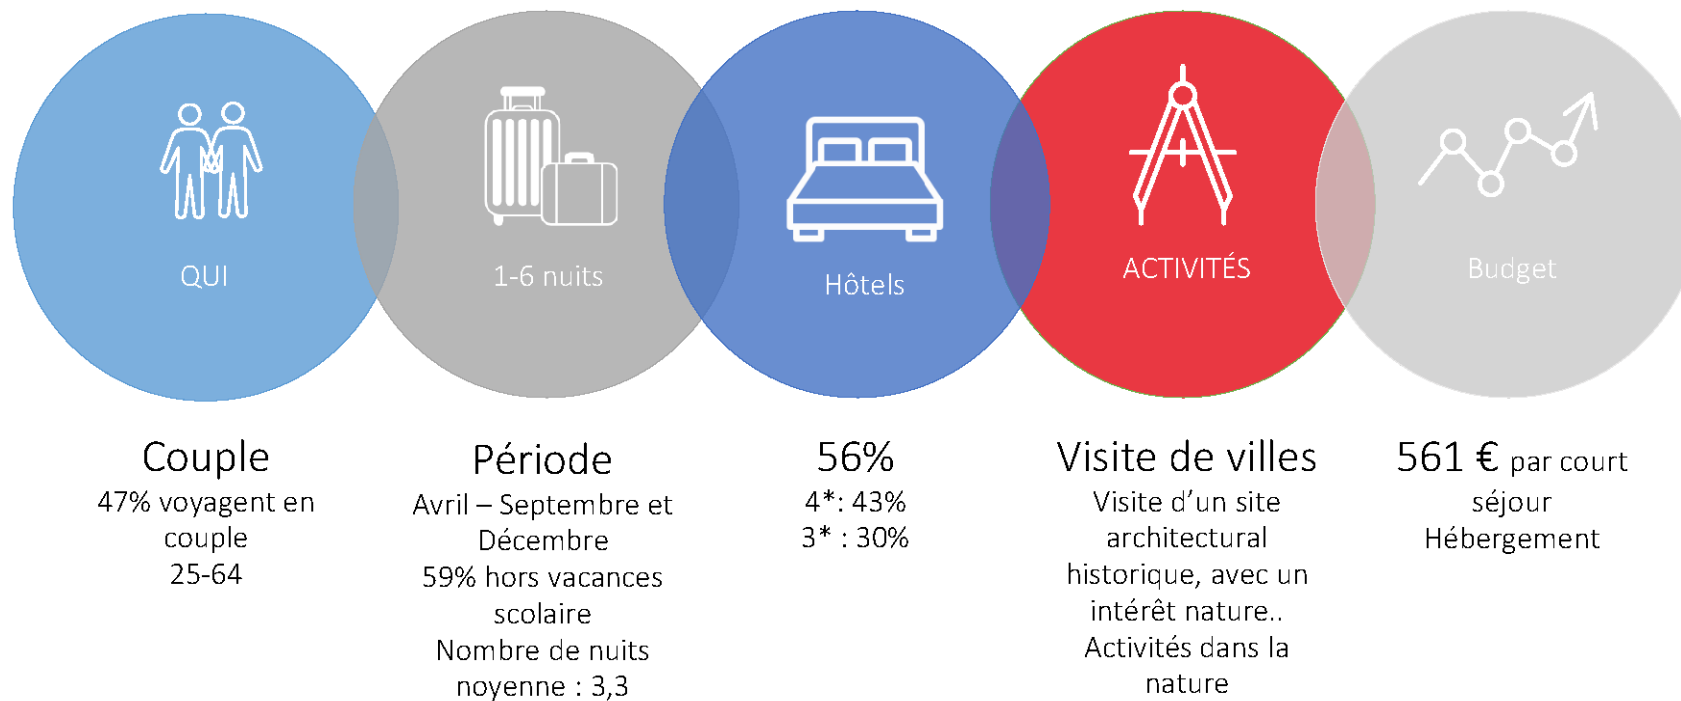 QUI
1-6 nuits
Hôtels
ACTIVITÉS
Budget
Couple
47% voyagent en
couple
25-64
Période
Avril – Septembre et
Décembre
59% hors vacances
scolaire
Nombre de nuits
noyenne : 3,3
56%
4*: 43%
3* : 30%
Visite de villes
Visite d’un site
architectural
historique, avec un
intérêt nature..
Activités dans la
nature
561 € par court
séjour
Hébergement